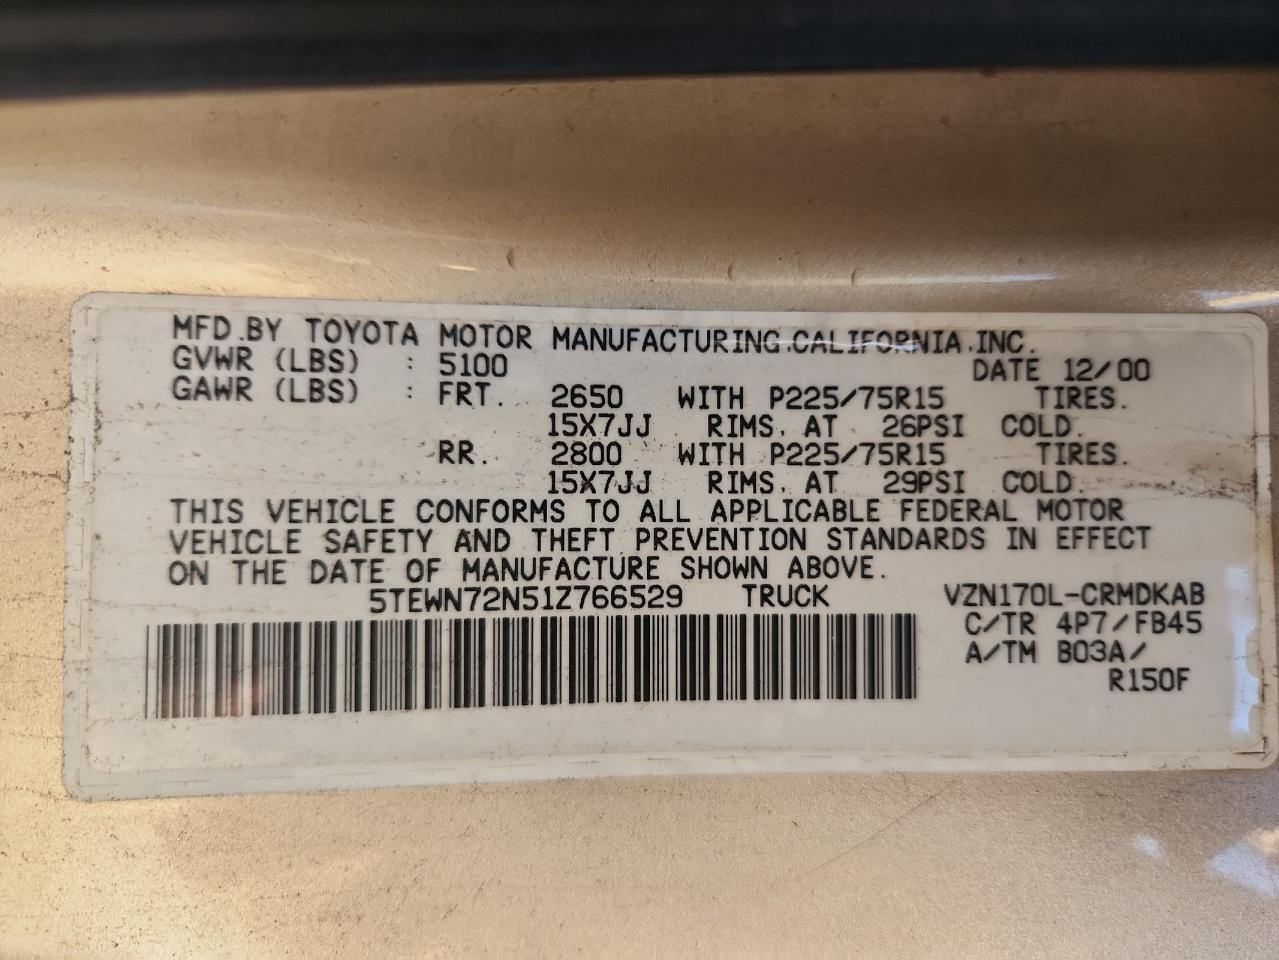 MFD.BY TOYOTA MOTOR MANUFACTURING,CALIFORNIA,INC.
GVWR (LBS) : 5100 DATE 12/00
GAWR (LBS) : FRT. 2650 WITH P225/75R15 TIRES.
15X7JJ RIMS, AT 26PSI COLD.
RR. 2800 WITH P225/75R15 TIRES.
15X7JJ RIMS, AT 29PSI COLD.
THIS VEHICLE CONFORMS TO ALL APPLICABLE FEDERAL MOTOR
VEHICLE SAFETY AND THEFT PREVENTION STANDARDS IN EFFECT
ON THE DATE OF MANUFACTURE SHOWN ABOVE.
5TEWN72N51Z766529 TRUCK VZN170L-CRMDKAB
C/TR 4P7/FB45
A/TM B03A/
R150F